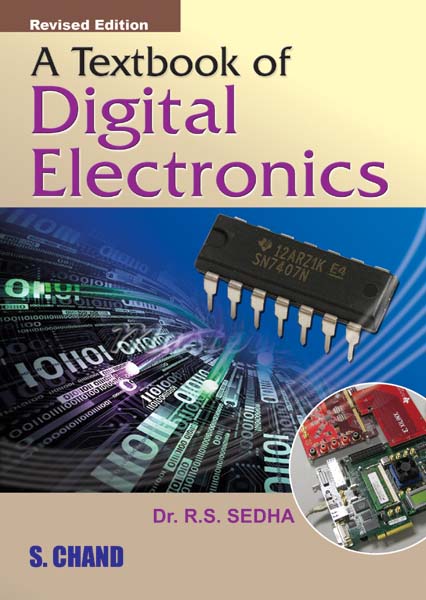 Revised Edition
A Textbook of
Digital
Electronics
12ARZ1K E4
SN7407N
Dr. R.S. SEDHA
S. CHAND